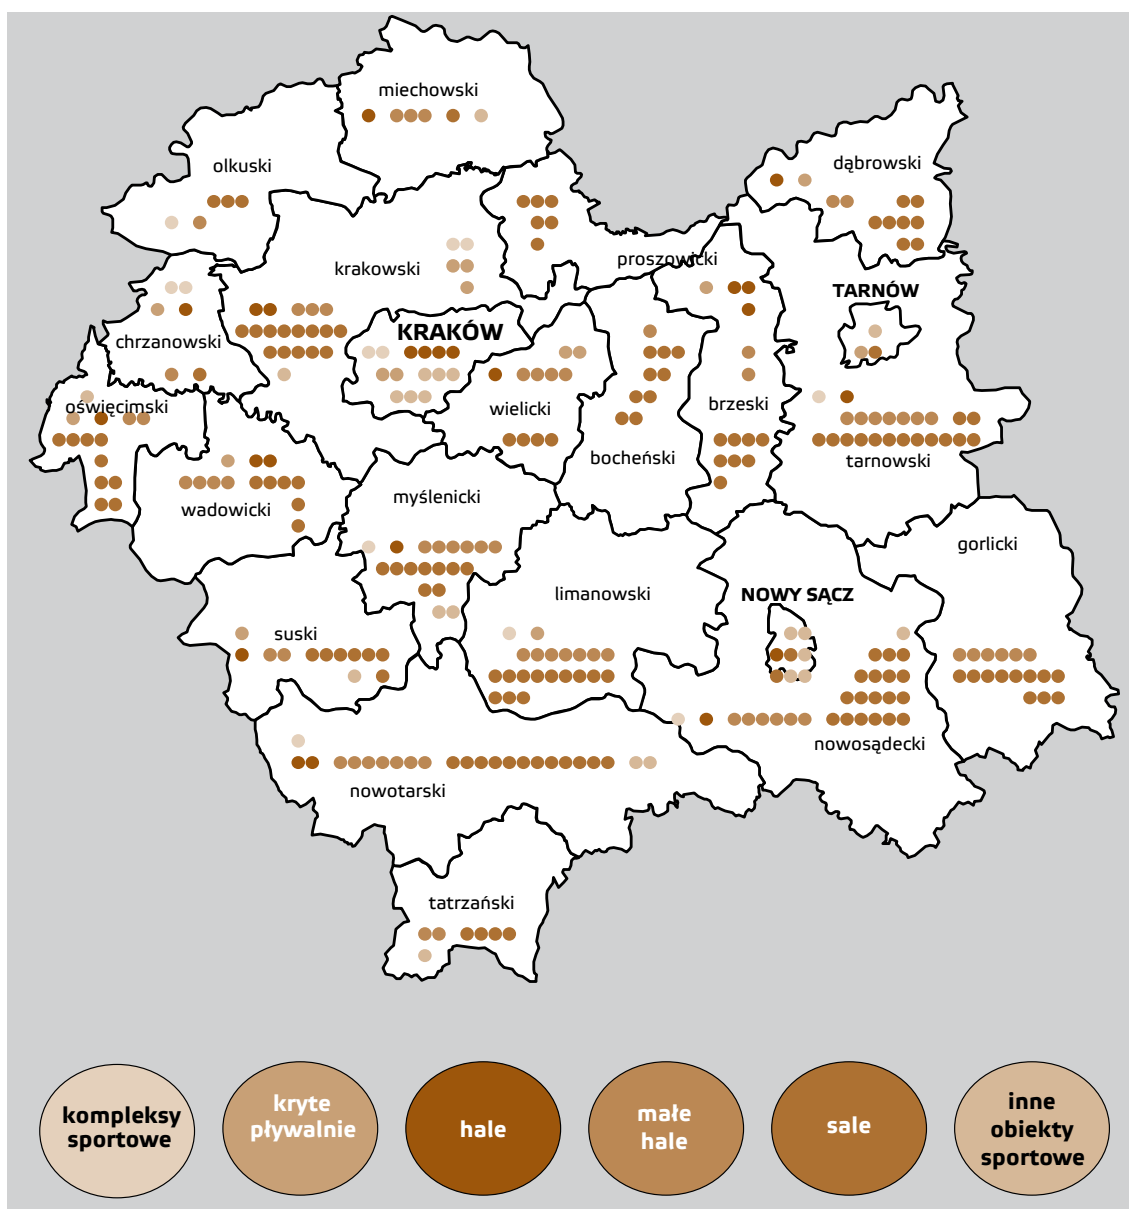 miechowski
olkuski
dąbrowski
krakowski
proszowicki
TARNÓW
chrzanowski
KRAKÓW
oświęcimski
wielicki
brzeski
bocheński
tarnowski
myślenicki
wadowicki
gorlicki
limanowski
NOWY SĄCZ
suski
nowosądecki
nowotarski
tatrzański
kompleksy
sportowe
kryte
pływalnie
hale
małe
hale
sale
inne
obiekty
sportowe